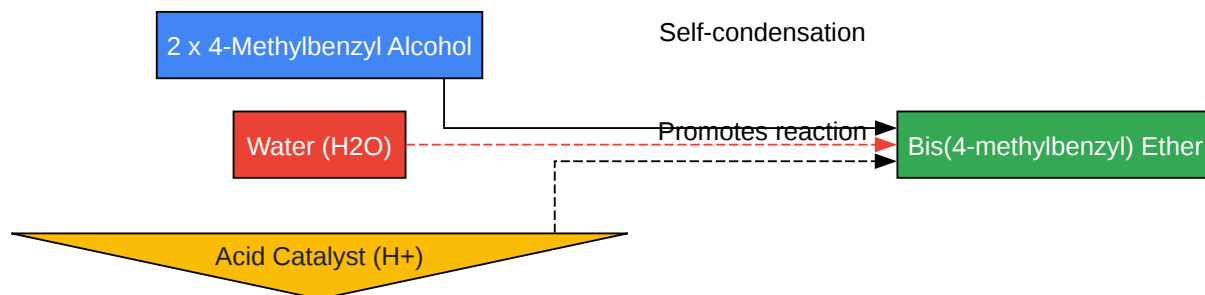 2 x 4-Methylbenzyl Alcohol
Self-condensation
Water (H2O)
Promotes reaction
Bis(4-methylbenzyl) Ether
Acid Catalyst (H+)